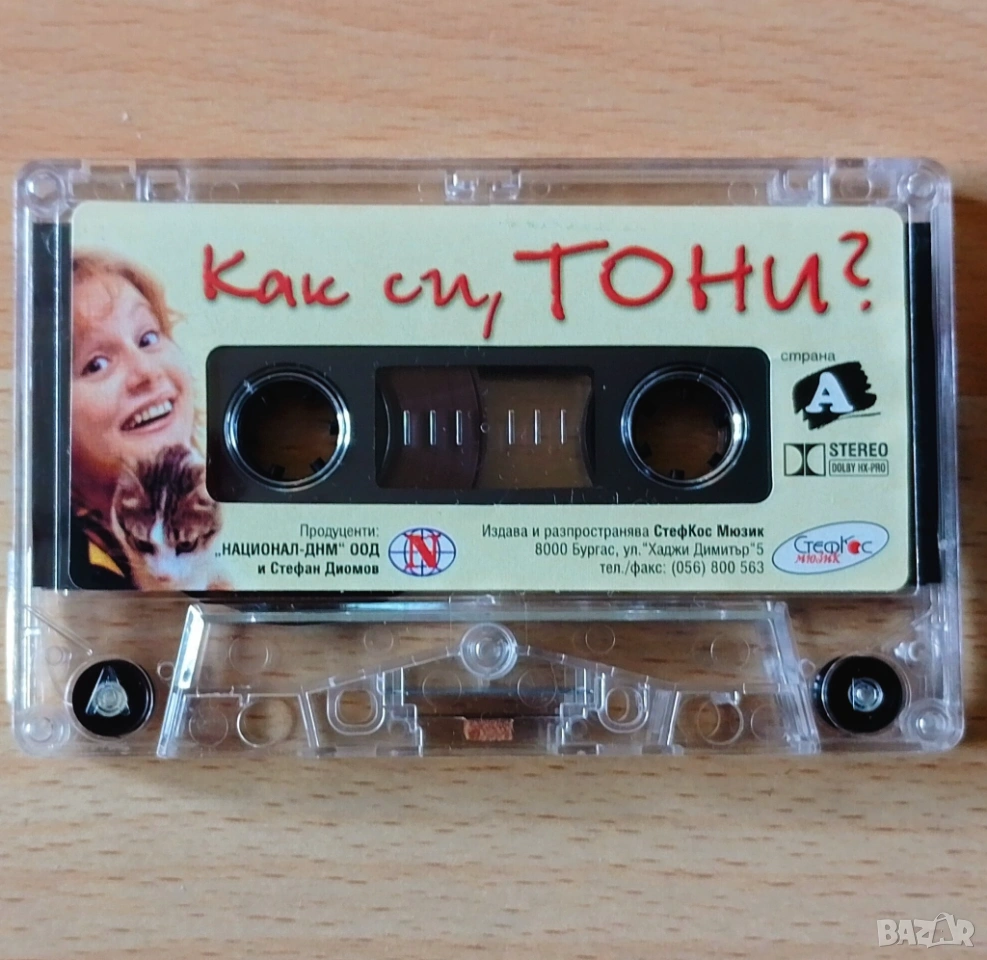 Как си, ТОНИ?
страна
A
STEREO
DOLBY HX-PRO
Продуценти:
„НАЦИОНАЛ-ДНМ“ ООД
и Стефан Диомов
N
Издава и разпространява СтефКос Мюзик
8000 Бургас, ул."Хаджи Димитър"5
тел./факс: (056) 800 563
СтефКос
мюзик
BAZAR